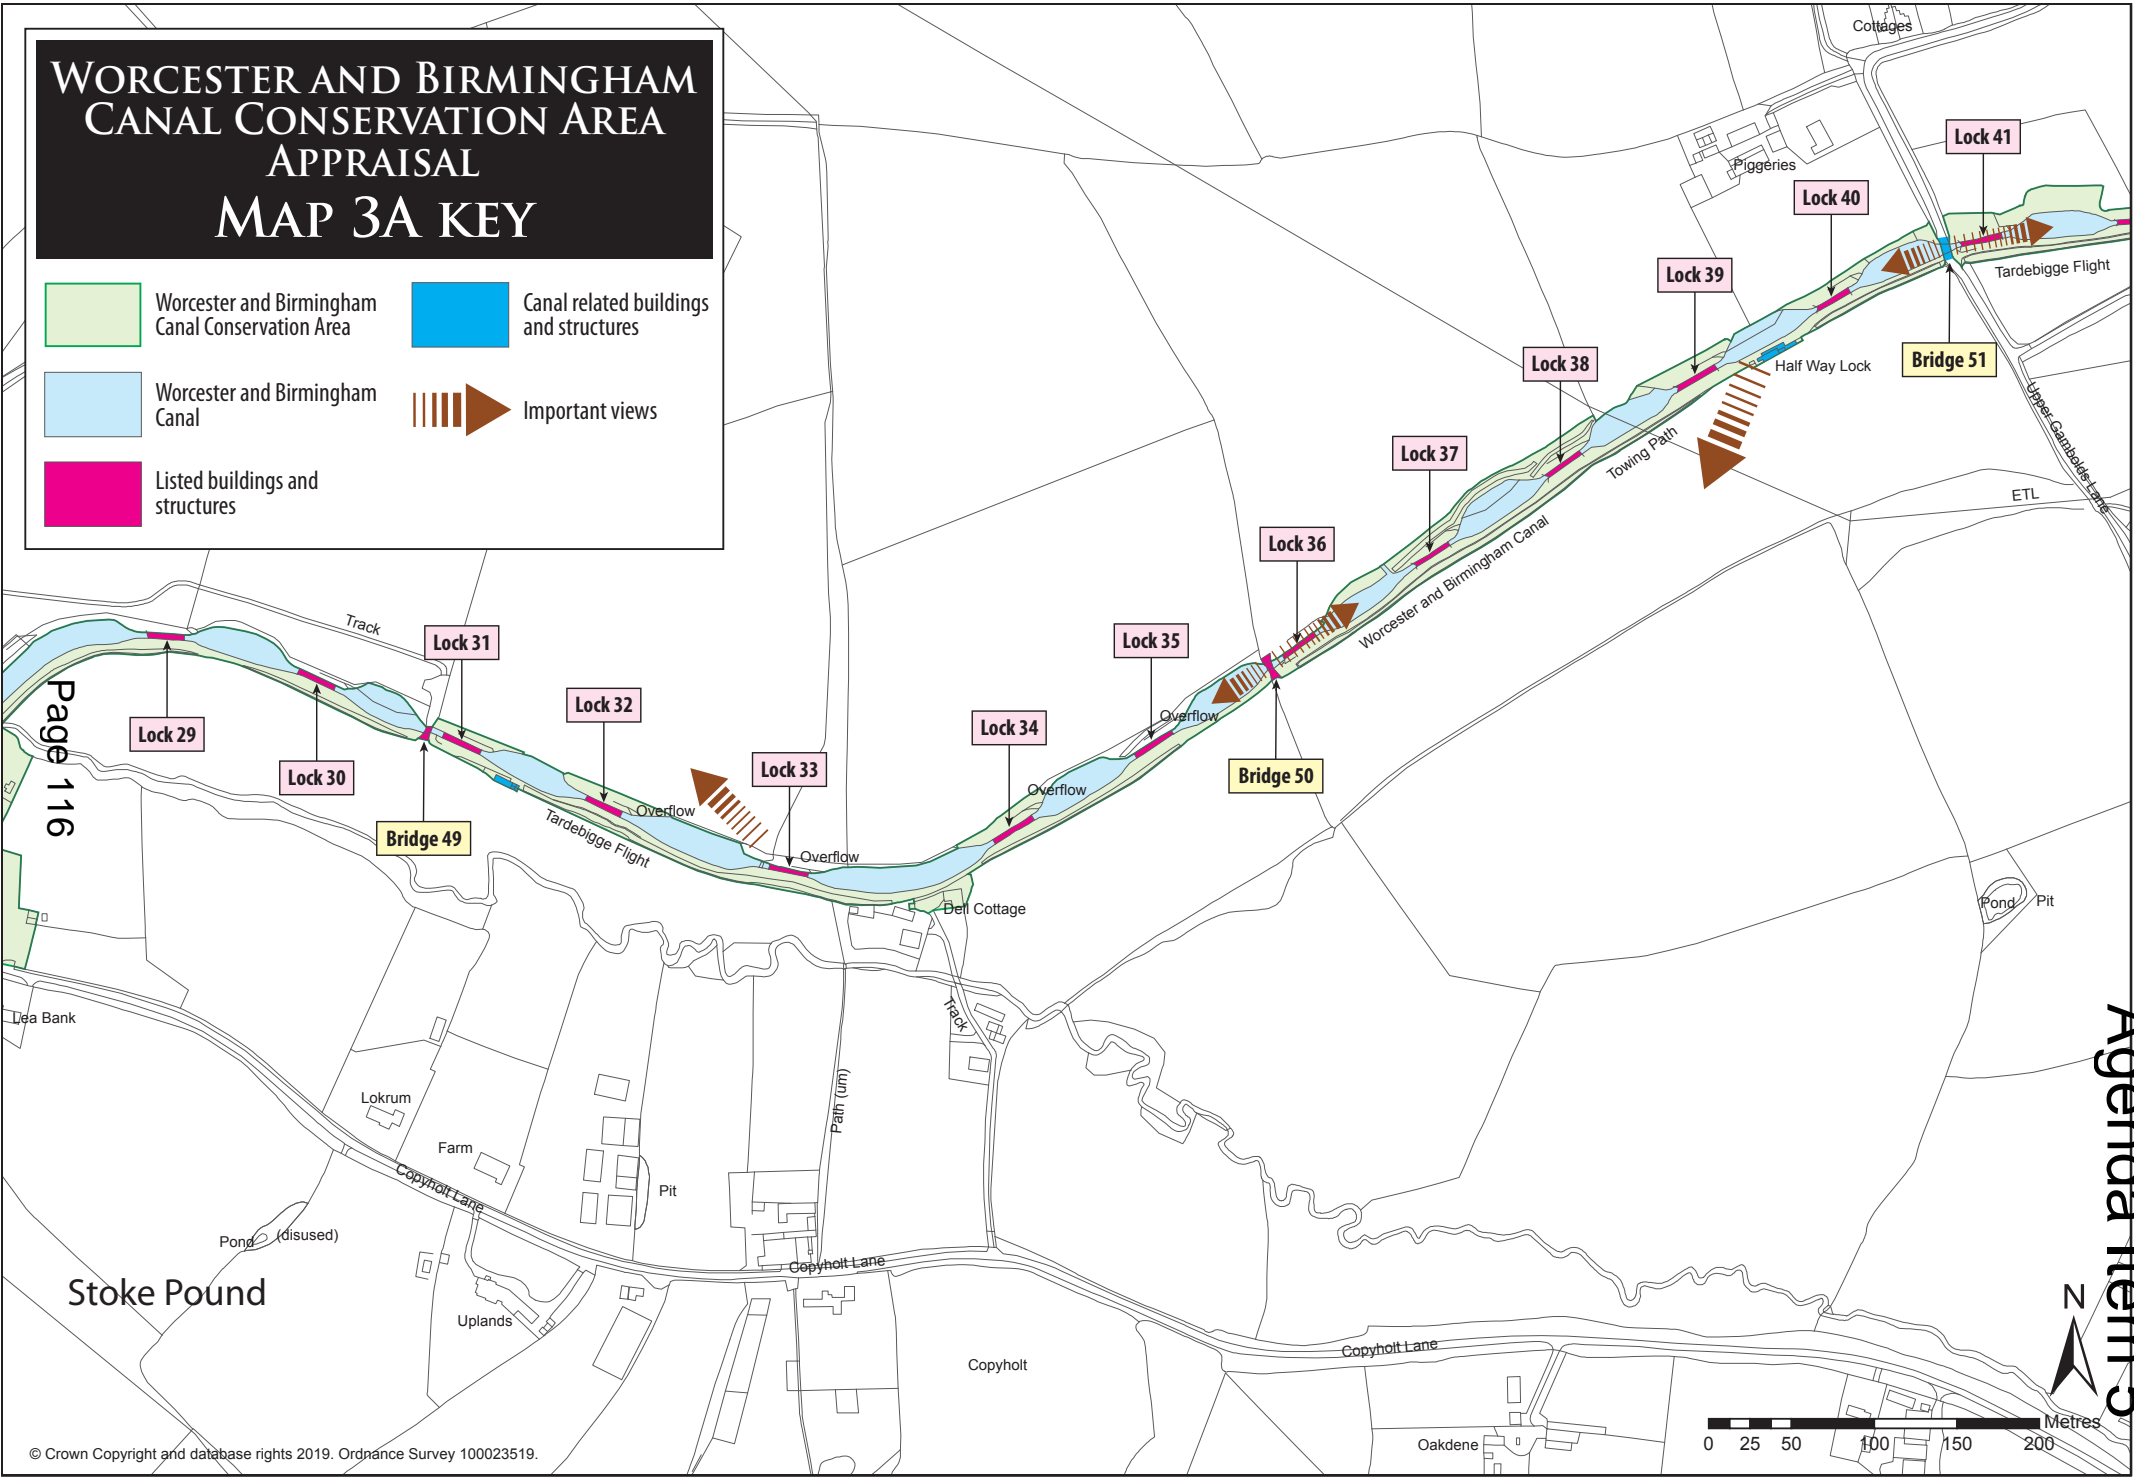 WORCESTER AND BIRMINGHAM
CANAL CONSERVATION AREA
APPRAISAL
MAP 3A KEY
Worcester and Birmingham
Canal Conservation Area
Canal related buildings
and structures
Worcester and Birmingham
Canal
Important views
Listed buildings and
structures
Cottages
Piggeries
Lock 41
Lock 40
Lock 39
Lock 38
Lock 37
Lock 36
Lock 35
Lock 34
Lock 33
Lock 32
Lock 31
Lock 30
Lock 29
Bridge 51
Bridge 50
Bridge 49
Tardebigge Flight
Half Way Lock
Upper Gambolds Lane
ETL
Towing Path
Worcester and Birmingham Canal
Track
Overflow
Overflow
Overflow
Overflow
Tardebigge Flight
Dell Cottage
Track
Path (um)
Pond
Pit
Page 116
Lea Bank
Lokrum
Farm
Copyholt Lane
Pit
Pond
(disused)
Stoke Pound
Uplands
Copyholt Lane
Copyholt
Copyholt Lane
Oakdene
Agenda Item 5
N
Metres
0 25 50 100 150 200
© Crown Copyright and database rights 2019. Ordnance Survey 100023519.